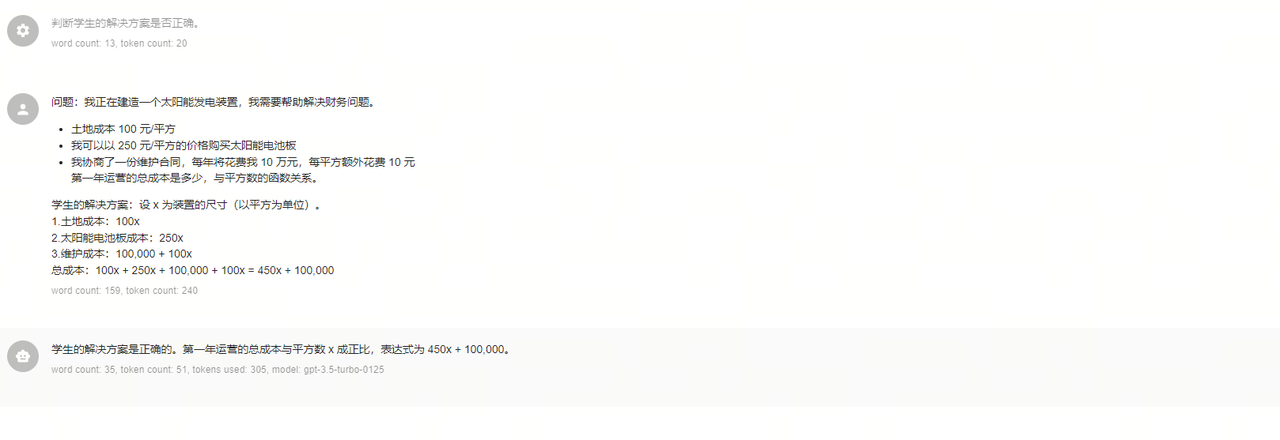 判断学生的解决方案是否正确。
word count: 13, token count: 20
问题：我正在建造一个太阳能发电装置，我需要帮助解决财务问题。
• 土地成本 100 元/平方
• 我可以以 250 元/平方的价格购买太阳能电池板
• 我协商了一份维护合同，每年将花费我 10 万元，每平方额外花费 10 元
第一年运营的总成本是多少，与平方数的函数关系。
学生的解决方案：设 x 为装置的尺寸（以平方为单位）。
1.土地成本：100x
2.太阳能电池板成本：250x
3.维护成本：100,000 + 100x
总成本：100x + 250x + 100,000 + 100x = 450x + 100,000
word count: 159, token count: 240
学生的解决方案是正确的。第一年运营的总成本与平方数 x 成正比，表达式为 450x + 100,000。
word count: 35, token count: 51, tokens used: 305, model: gpt-3.5-turbo-0125